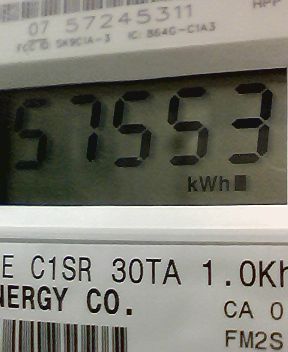 HPP
07 57245311
FCC ID: SK9C1A-3 IC: 864G-C1A3
57553
kWh
E C1SR 30TA 1.0Kh
NERGY CO.
CA 0
FM2S